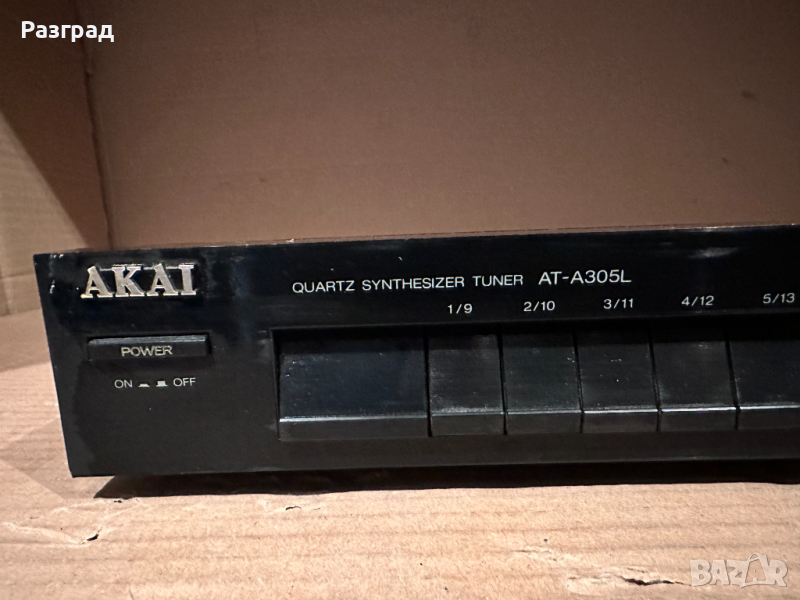 Разград
AKAI
QUARTZ SYNTHESIZER TUNER AT-A305L
1/9 2/10 3/11 4/12 5/13
POWER
ON OFF
BAZAR